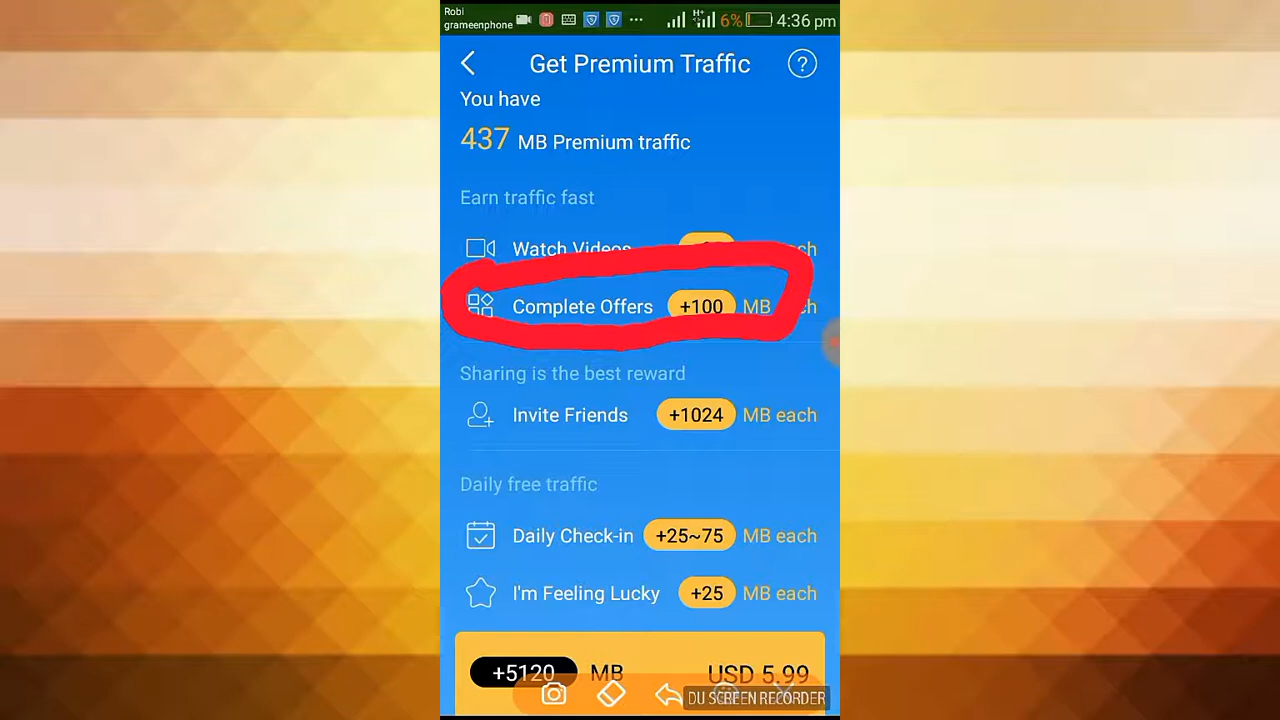 Robi
grameenphone
H+
6%
4:36 pm
Get Premium Traffic
?
You have
437 MB Premium traffic
Earn traffic fast
Watch Videos
Complete Offers +100 MB
Sharing is the best reward
Invite Friends +1024 MB each
Daily free traffic
Daily Check-in +25~75 MB each
I'm Feeling Lucky +25 MB each
+5120 MB USD 5.99
DU SCREEN RECORDER